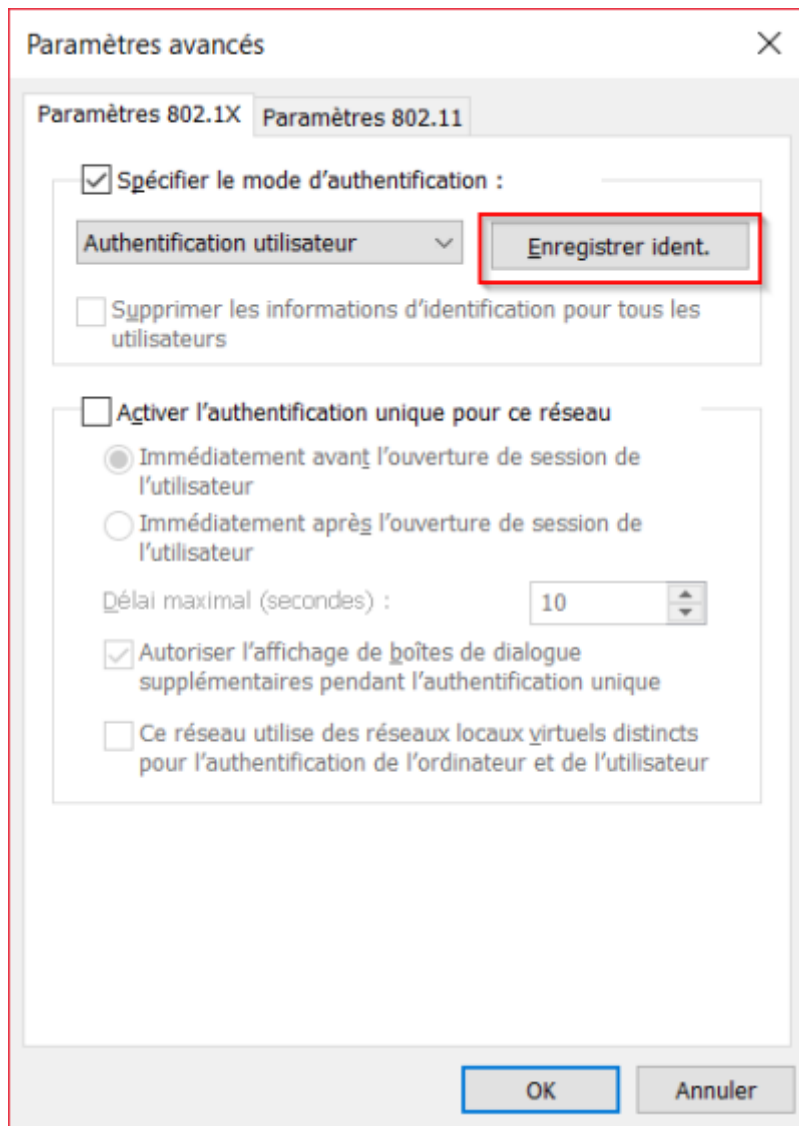 Paramètres avancés
Paramètres 802.1X
Paramètres 802.11
Spécifier le mode d'authentification :
Authentification utilisateur
Enregistrer ident.
Supprimer les informations d'identification pour tous les
utilisateurs
Activer l'authentification unique pour ce réseau
Immédiatement avant l'ouverture de session de
l'utilisateur
Immédiatement après l'ouverture de session de
l'utilisateur
Délai maximal (secondes) :
10
Autoriser l'affichage de boîtes de dialogue
supplémentaires pendant l'authentification unique
Ce réseau utilise des réseaux locaux virtuels distincts
pour l'authentification de l'ordinateur et de l'utilisateur
OK
Annuler